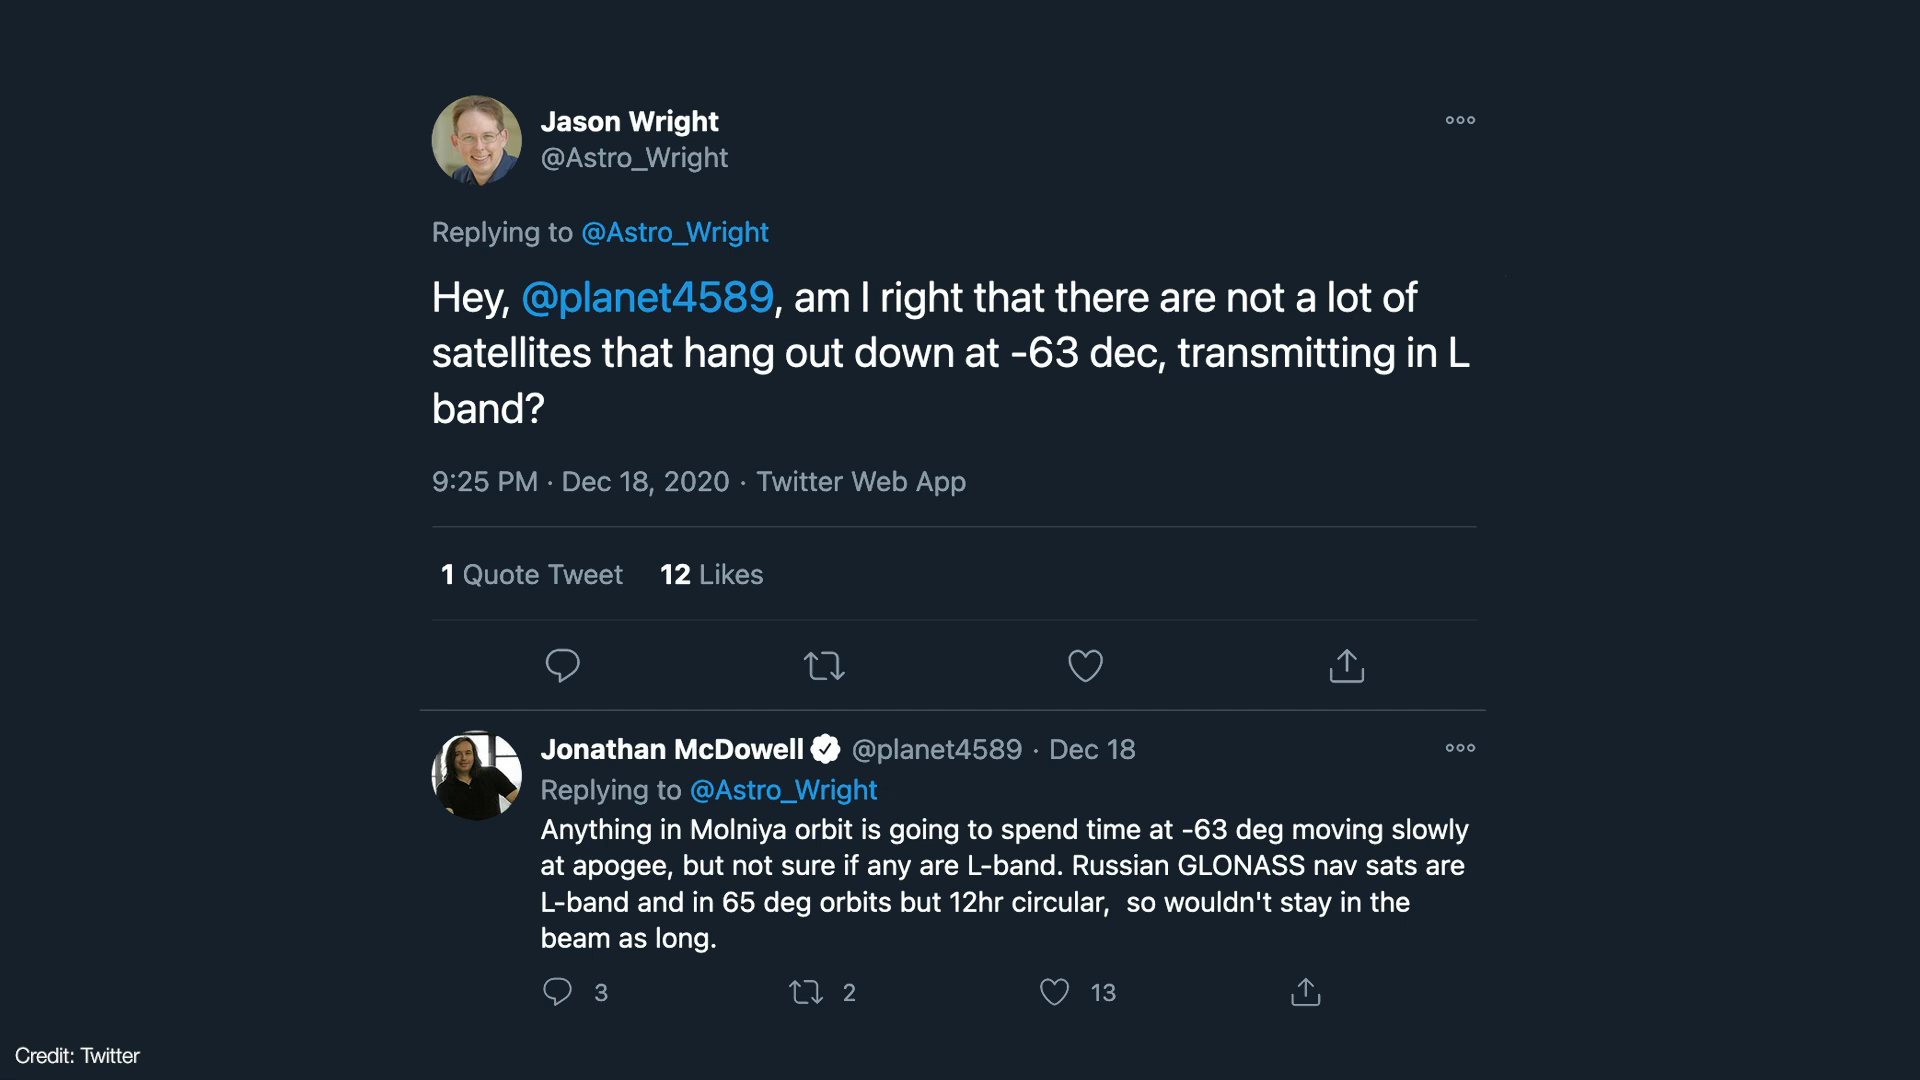 Jason Wright
@Astro_Wright
Replying to @Astro_Wright
Hey, @planet4589, am I right that there are not a lot of
satellites that hang out down at -63 dec, transmitting in L
band?
9:25 PM · Dec 18, 2020 · Twitter Web App
1 Quote Tweet 12 Likes
Jonathan McDowell @planet4589 · Dec 18
Replying to @Astro_Wright
Anything in Molniya orbit is going to spend time at -63 deg moving slowly
at apogee, but not sure if any are L-band. Russian GLONASS nav sats are
L-band and in 65 deg orbits but 12hr circular, so wouldn't stay in the
beam as long.
3 2 13
Credit: Twitter